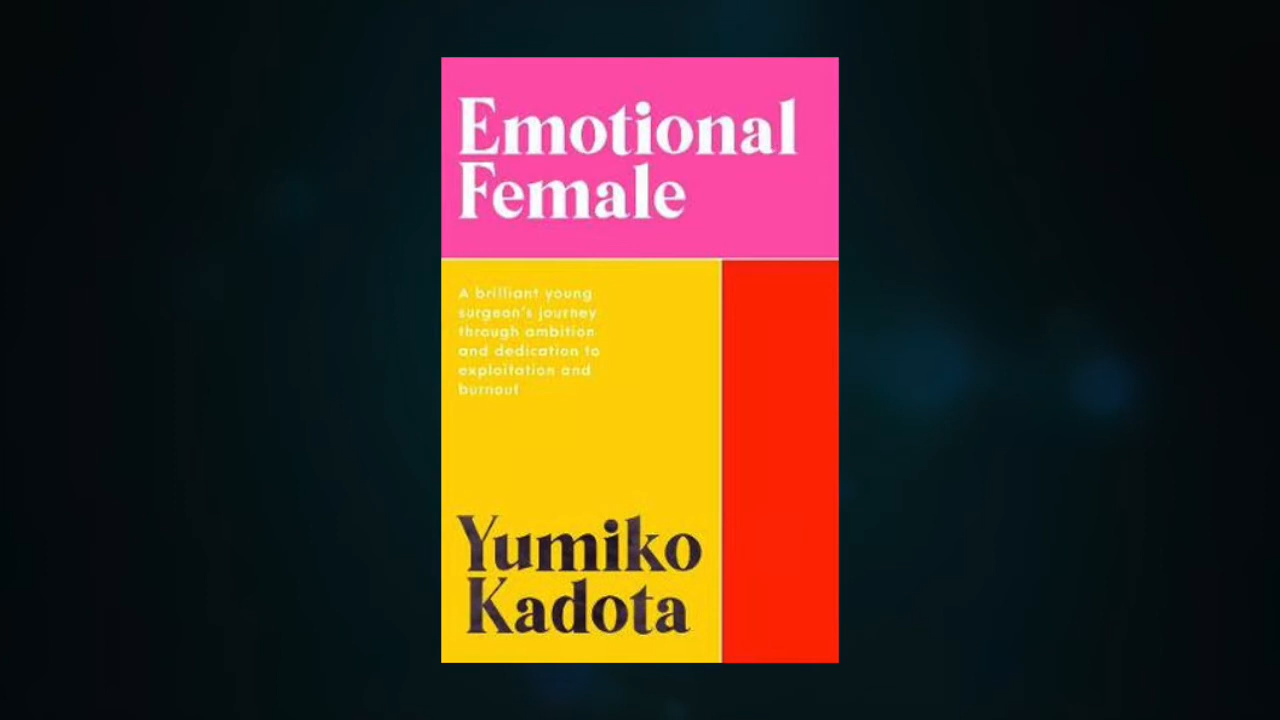 Emotional
Female
A brilliant young
surgeon's journey
through ambition
and dedication to
exploitation and
burnout
Yumiko
Kadota